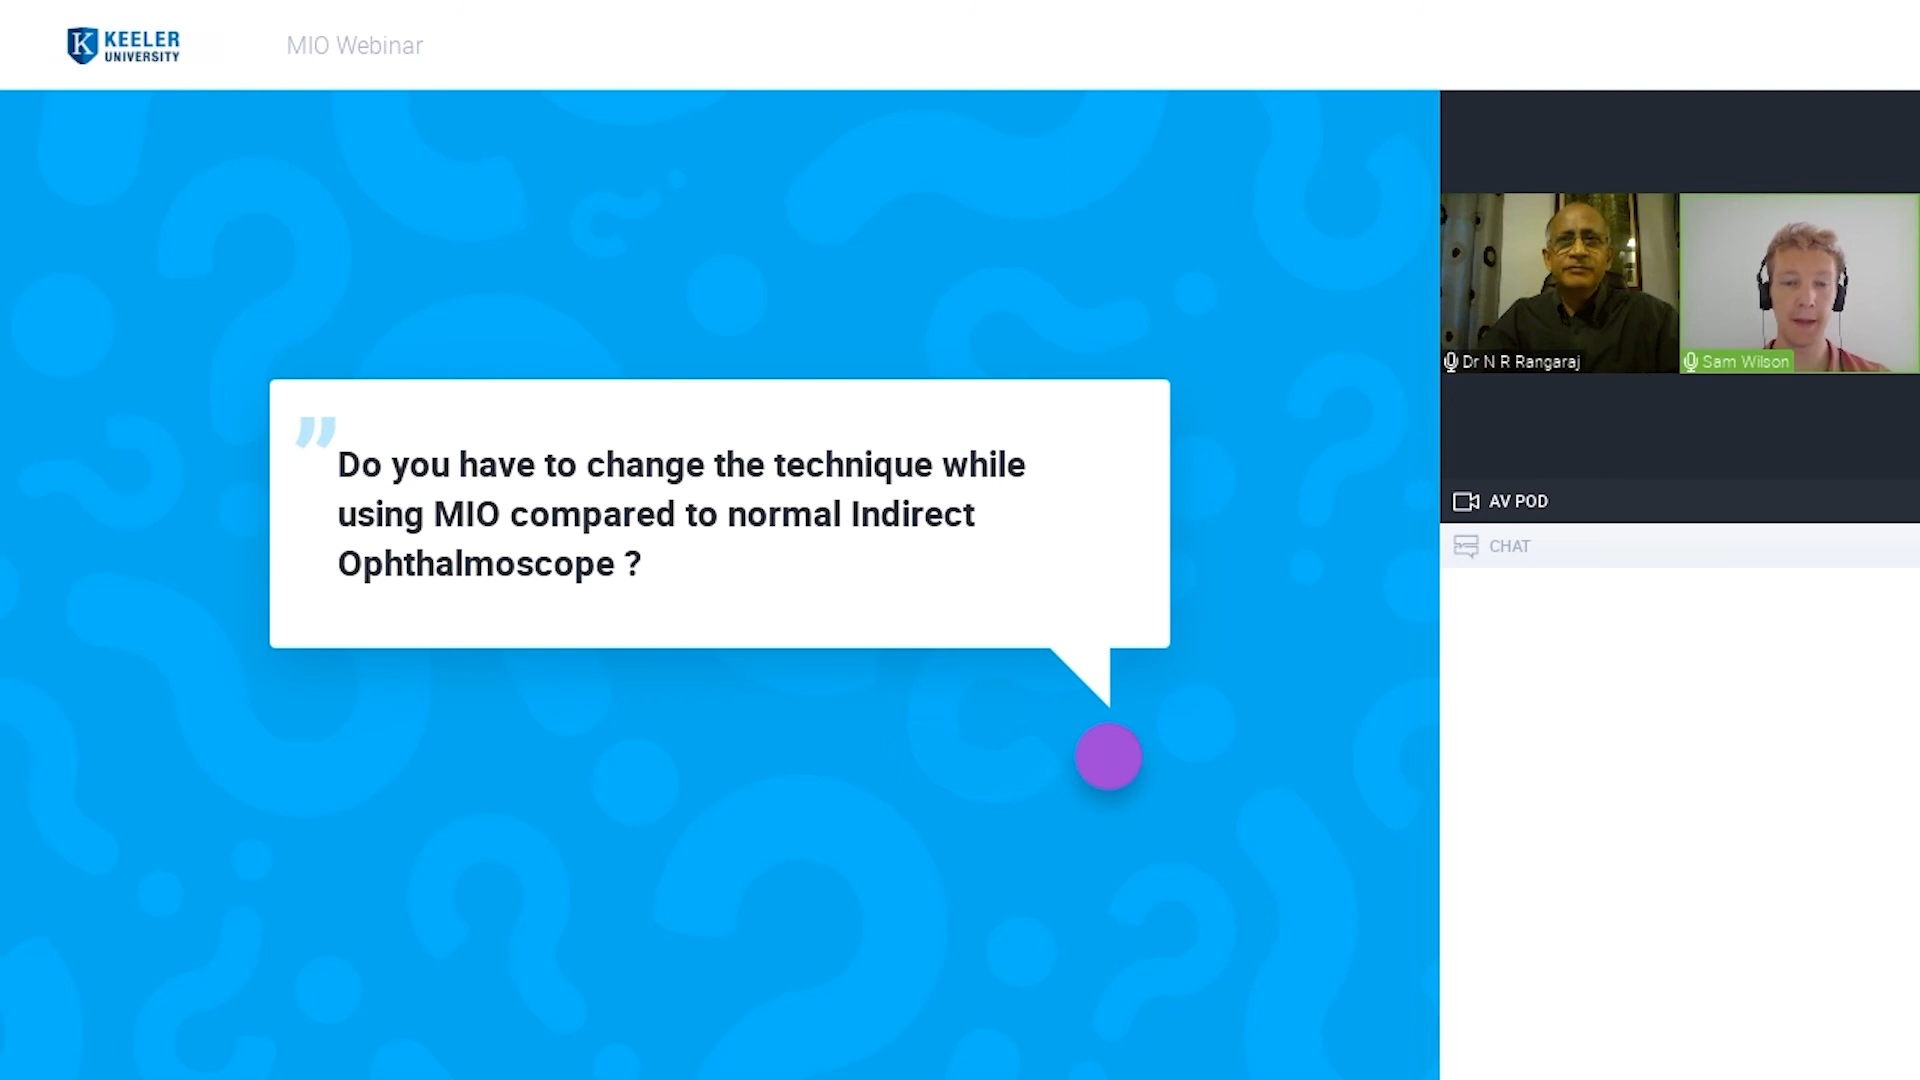 KEELER
UNIVERSITY
MIO Webinar
Do you have to change the technique while
using MIO compared to normal Indirect
Ophthalmoscope ?
Dr N R Rangaraj
Sam Wilson
AV POD
CHAT